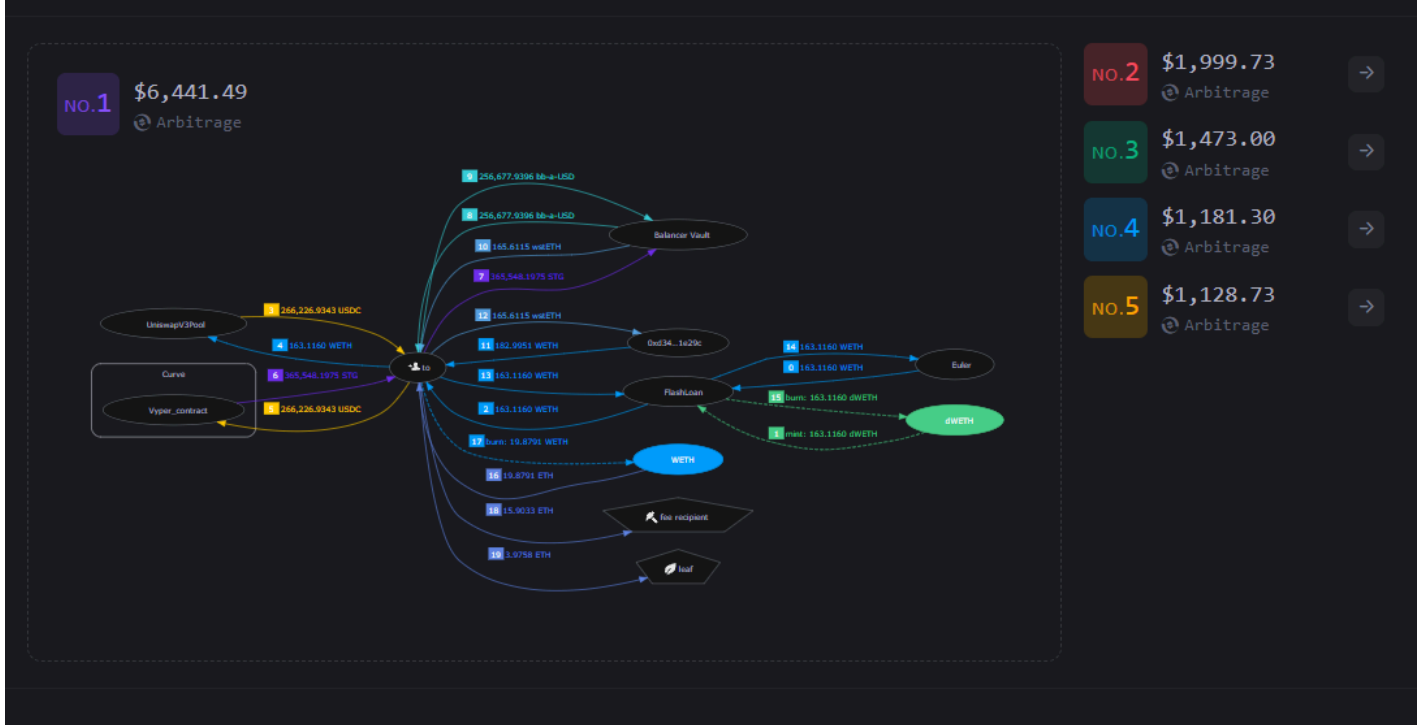 NO.1
$6,441.49
Arbitrage
9 256,677.9396 bb-a-USD
8 256,677.9396 bb-a-USD
Balancer Vault
10 165.6115 wstETH
7 365,548.1975 STG
3 266,226.9343 USDC
UniswapV3Pool
4 163.1160 WETH
12 165.6115 wstETH
11 182.9951 WETH
0xd34...1e29c
14 163.1160 WETH
0 163.1160 WETH
Euler
to
Curve
6 365,548.1975 STG
13 163.1160 WETH
FlashLoan
Vyper_contract
5 266,226.9343 USDC
2 163.1160 WETH
15 burn: 163.1160 dWETH
dWETH
1 mint: 163.1160 dWETH
17 burn: 19.8791 WETH
WETH
16 19.8791 ETH
18 15.9033 ETH
fee recipient
19 3.9758 ETH
leaf
NO.2
$1,999.73
Arbitrage
NO.3
$1,473.00
Arbitrage
NO.4
$1,181.30
Arbitrage
NO.5
$1,128.73
Arbitrage